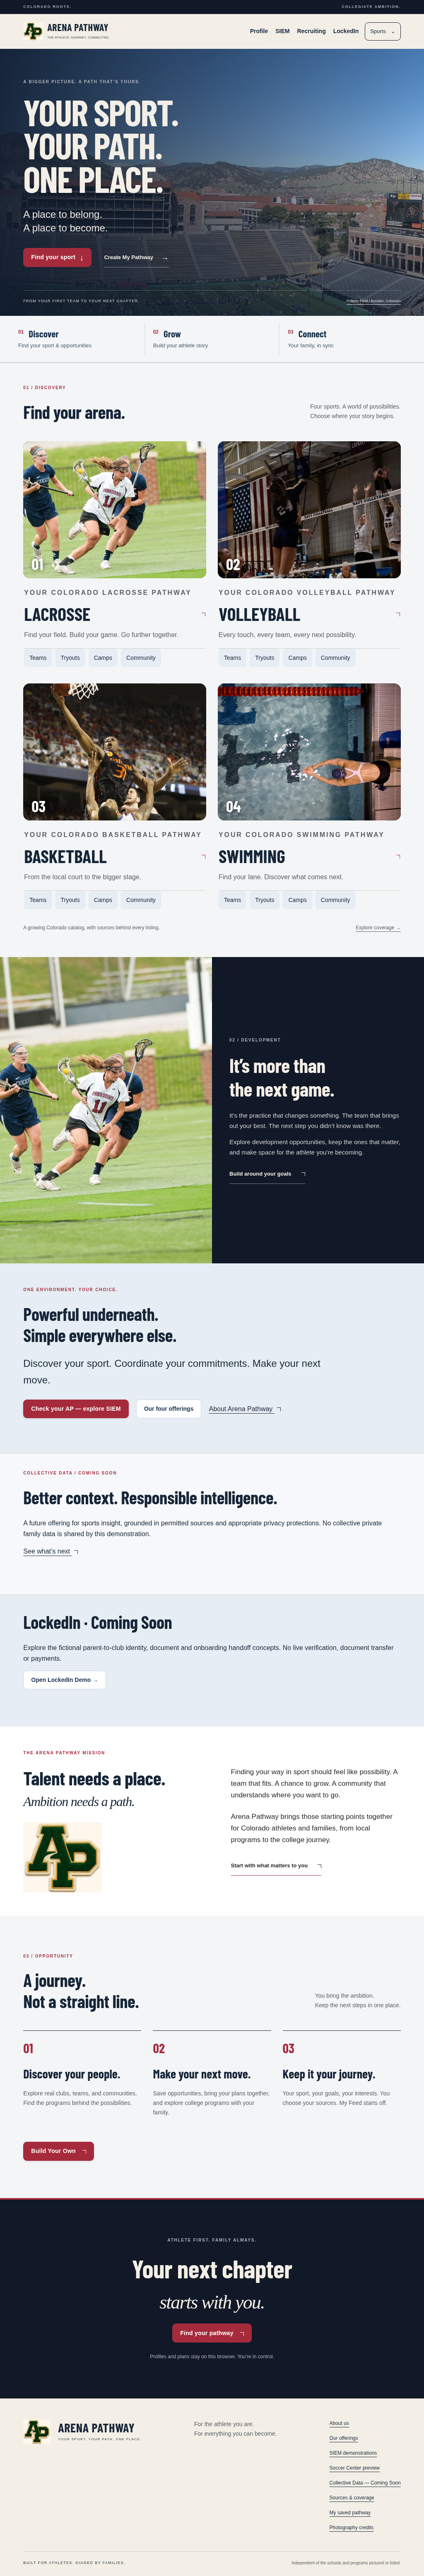 COLORADO ROOTS.
COLLEGIATE AMBITION.
ARENA PATHWAY
THE ATHLETE JOURNEY. CONNECTED.
Profile SIEM Recruiting LockedIn Sports
A BIGGER PICTURE. A PATH THAT'S YOURS.
YOUR SPORT.
YOUR PATH.
ONE PLACE.
A place to belong.
A place to become.
Find your sport ↓
Create My Pathway →
FROM YOUR FIRST TEAM TO YOUR NEXT CHAPTER.
01 Discover
Find your sport & opportunities
02 Grow
Build your athlete story
03 Connect
Your family, in sync
01 / DISCOVERY
Find your arena.
Four sports. A world of possibilities.
Choose where your story begins.
01
YOUR COLORADO LACROSSE PATHWAY
LACROSSE
Find your field. Build your game. Go further together.
Teams Tryouts Camps Community
02
YOUR COLORADO VOLLEYBALL PATHWAY
VOLLEYBALL
Every touch, every team, every next possibility.
Teams Tryouts Camps Community
03
YOUR COLORADO BASKETBALL PATHWAY
BASKETBALL
From the local court to the bigger stage.
Teams Tryouts Camps Community
04
YOUR COLORADO SWIMMING PATHWAY
SWIMMING
Find your lane. Discover what comes next.
Teams Tryouts Camps Community
A growing Colorado catalog, with sources behind every listing.
Explore coverage →
02 / DEVELOPMENT
It's more than
the next game.
It's the practice that changes something. The team that brings
out your best. The next step you didn't know was there.
Explore development opportunities, keep the ones that matter,
and make space for the athlete you're becoming.
Build around your goals
ONE ENVIRONMENT. YOUR CHOICE.
Powerful underneath.
Simple everywhere else.
Discover your sport. Coordinate your commitments. Make your next
move.
Check your AP — explore SIEM
Our four offerings
About Arena Pathway
COLLECTIVE DATA / COMING SOON
Better context. Responsible intelligence.
A future offering for sports insight, grounded in permitted sources and appropriate privacy protections. No collective private
family data is shared by this demonstration.
See what's next
LockedIn · Coming Soon
Explore the fictional parent-to-club identity, document and onboarding handoff concepts. No live verification, document transfer
or payments.
Open LockedIn Demo →
THE ARENA PATHWAY MISSION
Talent needs a place.
Ambition needs a path.
AP
Finding your way in sport should feel like possibility. A
team that fits. A chance to grow. A community that
understands where you want to go.
Arena Pathway brings those starting points together
for Colorado athletes and families, from local
programs to the college journey.
Start with what matters to you
03 / OPPORTUNITY
A journey.
Not a straight line.
You bring the ambition.
Keep the next steps in one place.
01
Discover your people.
Explore real clubs, teams, and communities.
Find the programs behind the possibilities.
02
Make your next move.
Save opportunities, bring your plans together,
and explore college programs with your
family.
03
Keep it your journey.
Your sport, your goals, your interests. You
choose your sources. My Feed starts off.
Build Your Own
ATHLETE FIRST. FAMILY ALWAYS.
Your next chapter
starts with you.
Find your pathway
Profiles and plans stay on this browser. You're in control.
AP
ARENA PATHWAY
YOUR SPORT. YOUR PATH. ONE PLACE.
For the athlete you are.
For everything you can become.
About us
Our offerings
SIEM demonstrations
Soccer Center preview
Collective Data — Coming Soon
Sources & coverage
My saved pathway
Photography credits
BUILT FOR ATHLETES. GUIDED BY FAMILIES.
Independent of the schools and programs pictured or listed.